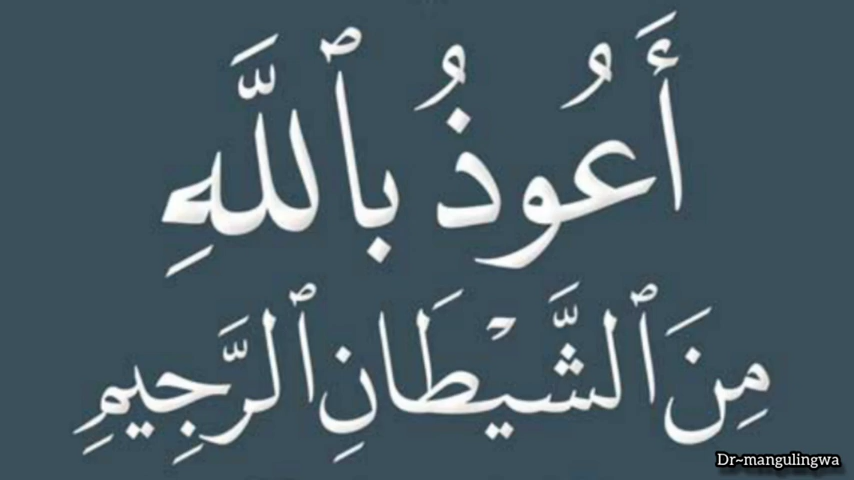 أَعُوذُ بِٱللَّهِ
مِنَ ٱلشَّيْطَانِ ٱلرَّجِيمِ
Dr~mangulingwa